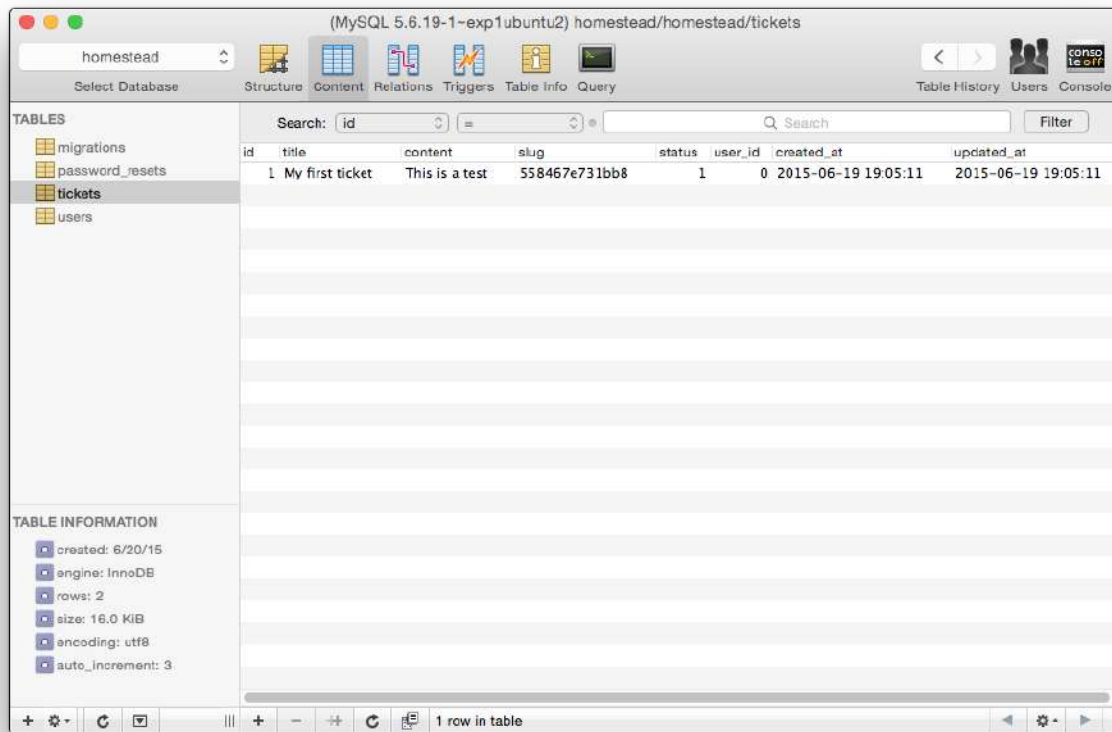 (MySQL 5.6.19-1~exp1ubuntu2) homestead/homestead/tickets
homestead
Select Database
Structure Content Relations Triggers Table Info Query
Table History Users Console
conso
le off
TABLES
migrations
password_resets
tickets
users
Search: id = Search Filter
id title content slug status user_id created_at updated_at
1 My first ticket This is a test 558467e731bb8 1 0 2015-06-19 19:05:11 2015-06-19 19:05:11
TABLE INFORMATION
created: 6/20/15
engine: InnoDB
rows: 2
size: 16.0 KiB
encoding: utf8
auto_increment: 3
1 row in table